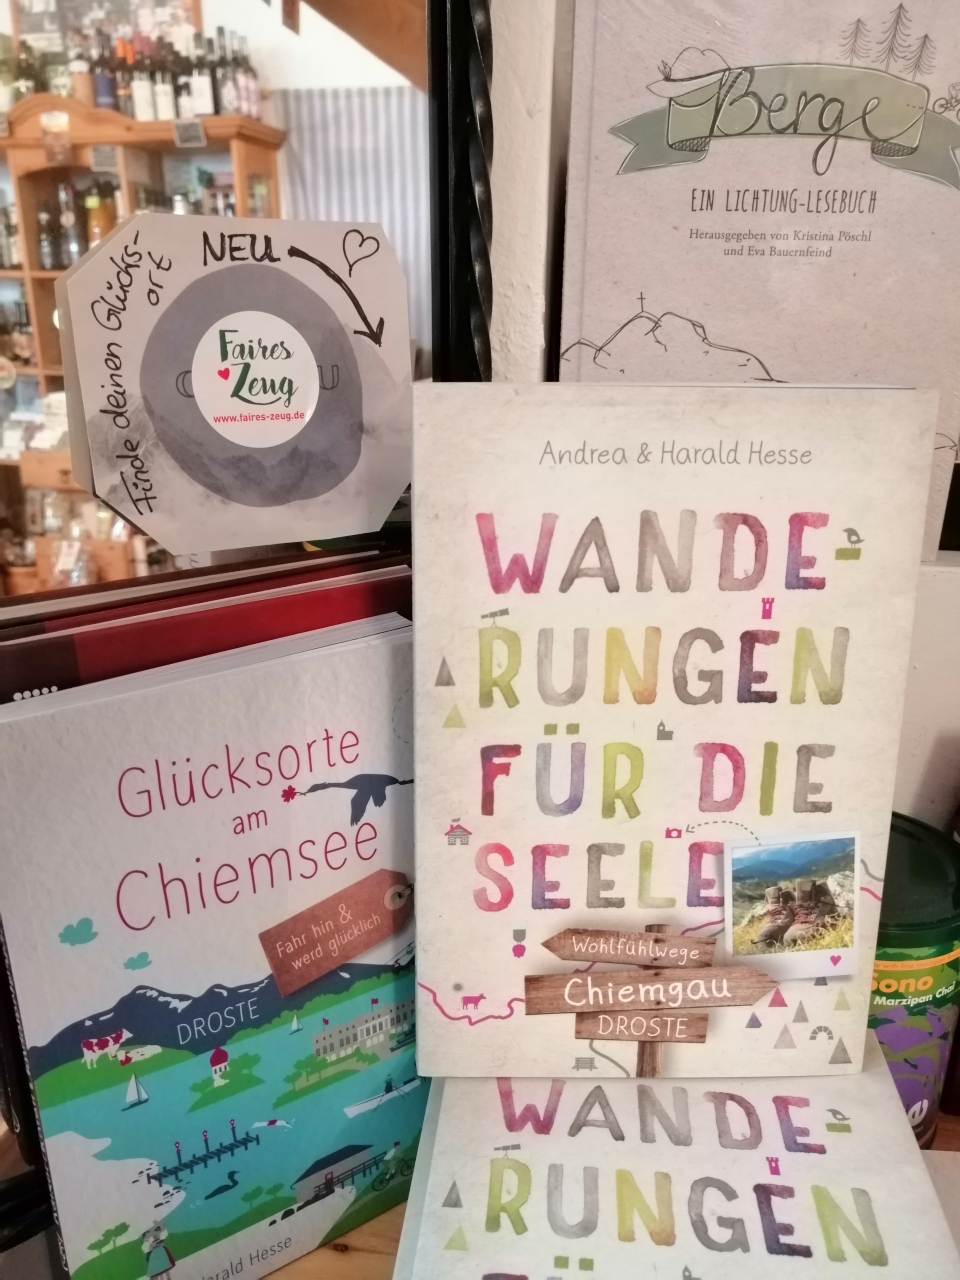 NEU
Finde deinen Glücks-
ort
Faires
Zeug
www.faires-zeug.de
Berge
EIN LICHTUNG-LESEBUCH
Herausgegeben von Kristina Pöschl
und Eva Bauernfeind
Andrea & Harald Hesse
WANDE-
RUNGEN
FÜR DIE
SEELE
Wohlfühlwege
Chiemgau
DROSTE
Glücksorte
am
Chiemsee
Fahr hin &
werd glücklich
DROSTE
Harald Hesse
Marzipan Chai
WANDE-
RUNGEN